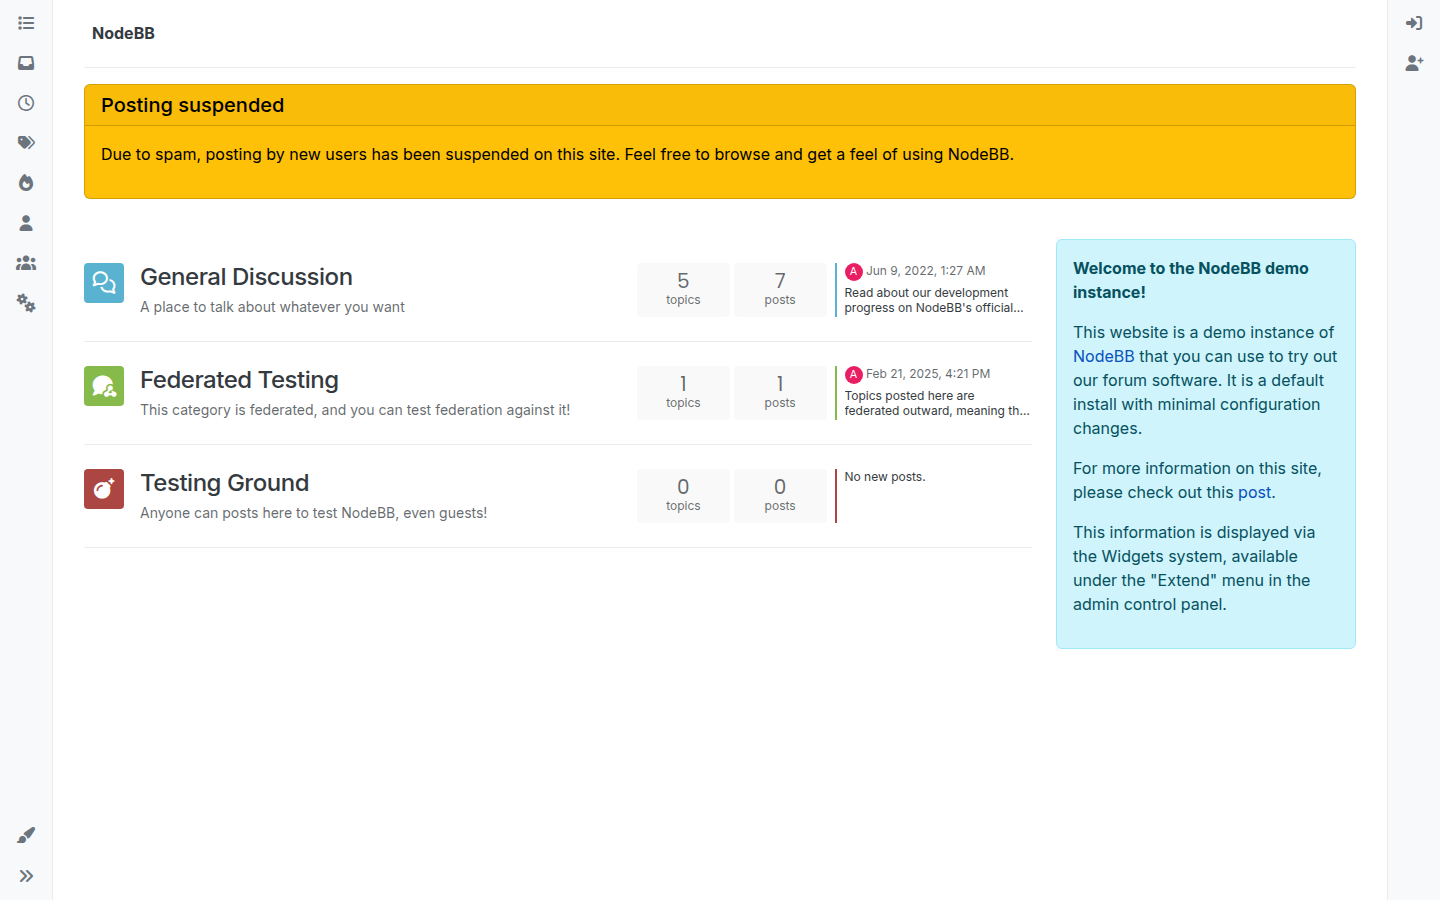 NodeBB
Posting suspended
Due to spam, posting by new users has been suspended on this site. Feel free to browse and get a feel of using NodeBB.
General Discussion
A place to talk about whatever you want
5
topics
7
posts
A Jun 9, 2022, 1:27 AM
Read about our development
progress on NodeBB's official...
Federated Testing
This category is federated, and you can test federation against it!
1
topics
1
posts
A Feb 21, 2025, 4:21 PM
Topics posted here are
federated outward, meaning th...
Testing Ground
Anyone can posts here to test NodeBB, even guests!
0
topics
0
posts
No new posts.
Welcome to the NodeBB demo
instance!
This website is a demo instance of
NodeBB that you can use to try out
our forum software. It is a default
install with minimal configuration
changes.
For more information on this site,
please check out this post.
This information is displayed via
the Widgets system, available
under the "Extend" menu in the
admin control panel.